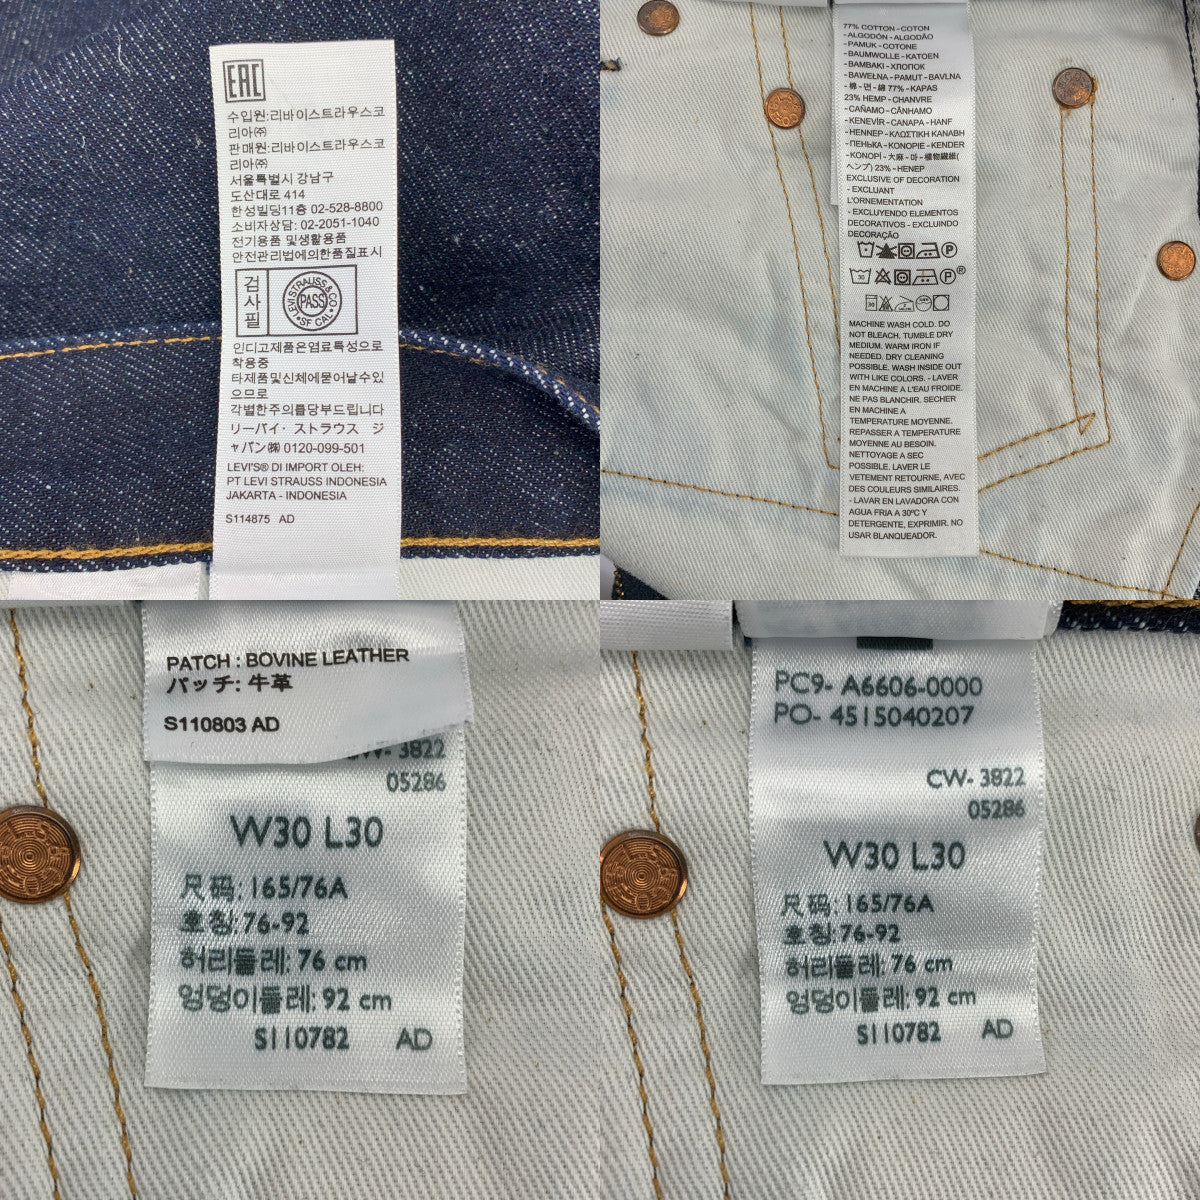 EAC
수입원:리바이스트라우스코
리아㈜
판매원:리바이스트라우스코
리아㈜
서울특별시 강남구
도산대로 414
한성빌딩11층 02-528-8800
소비자상담: 02-2051-1040
전기용품 및생활용품
안전관리법에의한품질표시
검사필
LEVI STRAUSS & CO
PASS
SF CAL
인디고제품은염료특성으로
착용중
타제품및신체에묻어날수있
으므로
각별한주의를당부드립니다
リーバイ・ストラウス ジ
ャパン㈱ 0120-099-501
LEVI'S® DI IMPORT OLEH:
PT LEVI STRAUSS INDONESIA
JAKARTA - INDONESIA
S114875 AD
77% COTTON - COTON
- ALGODÓN - ALGODÃO
- PAMUK - COTONE
- BAUMWOLLE - KATOEN
- BAMBAKI - ХЛОПОК
- BAWEŁNA - PAMUT - BAVLNA
- 棉 - 면 - 綿 77% - KAPAS
23% HEMP - CHANVRE
- CAÑAMO - CÂNHAMO
- KENEVİR - CANAPA - HANF
- HENNEP - ΚΛΩΣΤΙΚΗ ΚΑΝΑΒΗ
- ПЕНЬКА - KONOPIE - KENDER
- KONOPÍ - 大麻 - 마 - 植物繊維(
ヘンプ) 23% - HENEP
EXCLUSIVE OF DECORATION
- EXCLUANT
L'ORNEMENTATION
- EXCLUYENDO ELEMENTOS
DECORATIVOS - EXCLUINDO
DECORAÇÃO
MACHINE WASH COLD. DO
NOT BLEACH. TUMBLE DRY
MEDIUM. WARM IRON IF
NEEDED. DRY CLEANING
POSSIBLE. WASH INSIDE OUT
WITH LIKE COLORS. - LAVER
EN MACHINE A L'EAU FROIDE.
NE PAS BLANCHIR. SECHER
EN MACHINE A
TEMPERATURE MOYENNE.
REPASSER A TEMPERATURE
MOYENNE AU BESOIN.
NETTOYAGE A SEC
POSSIBLE. LAVER LE
VETEMENT RETOURNE, AVEC
DES COULEURS SIMILAIRES.
- LAVAR EN LAVADORA CON
AGUA FRIA A 30ºC Y
DETERGENTE, EXPRIMIR. NO
USAR BLANQUEADOR.
PATCH : BOVINE LEATHER
パッチ: 牛革
S110803 AD
CW- 3822
05286
W30 L30
尺码: 165/76A
호칭: 76-92
허리둘레: 76 cm
엉덩이둘레: 92 cm
S110782 AD
PC9- A6606-0000
PO- 4515040207
CW- 3822
05286
W30 L30
尺码: 165/76A
호칭: 76-92
허리둘레: 76 cm
엉덩이둘레: 92 cm
S110782 AD